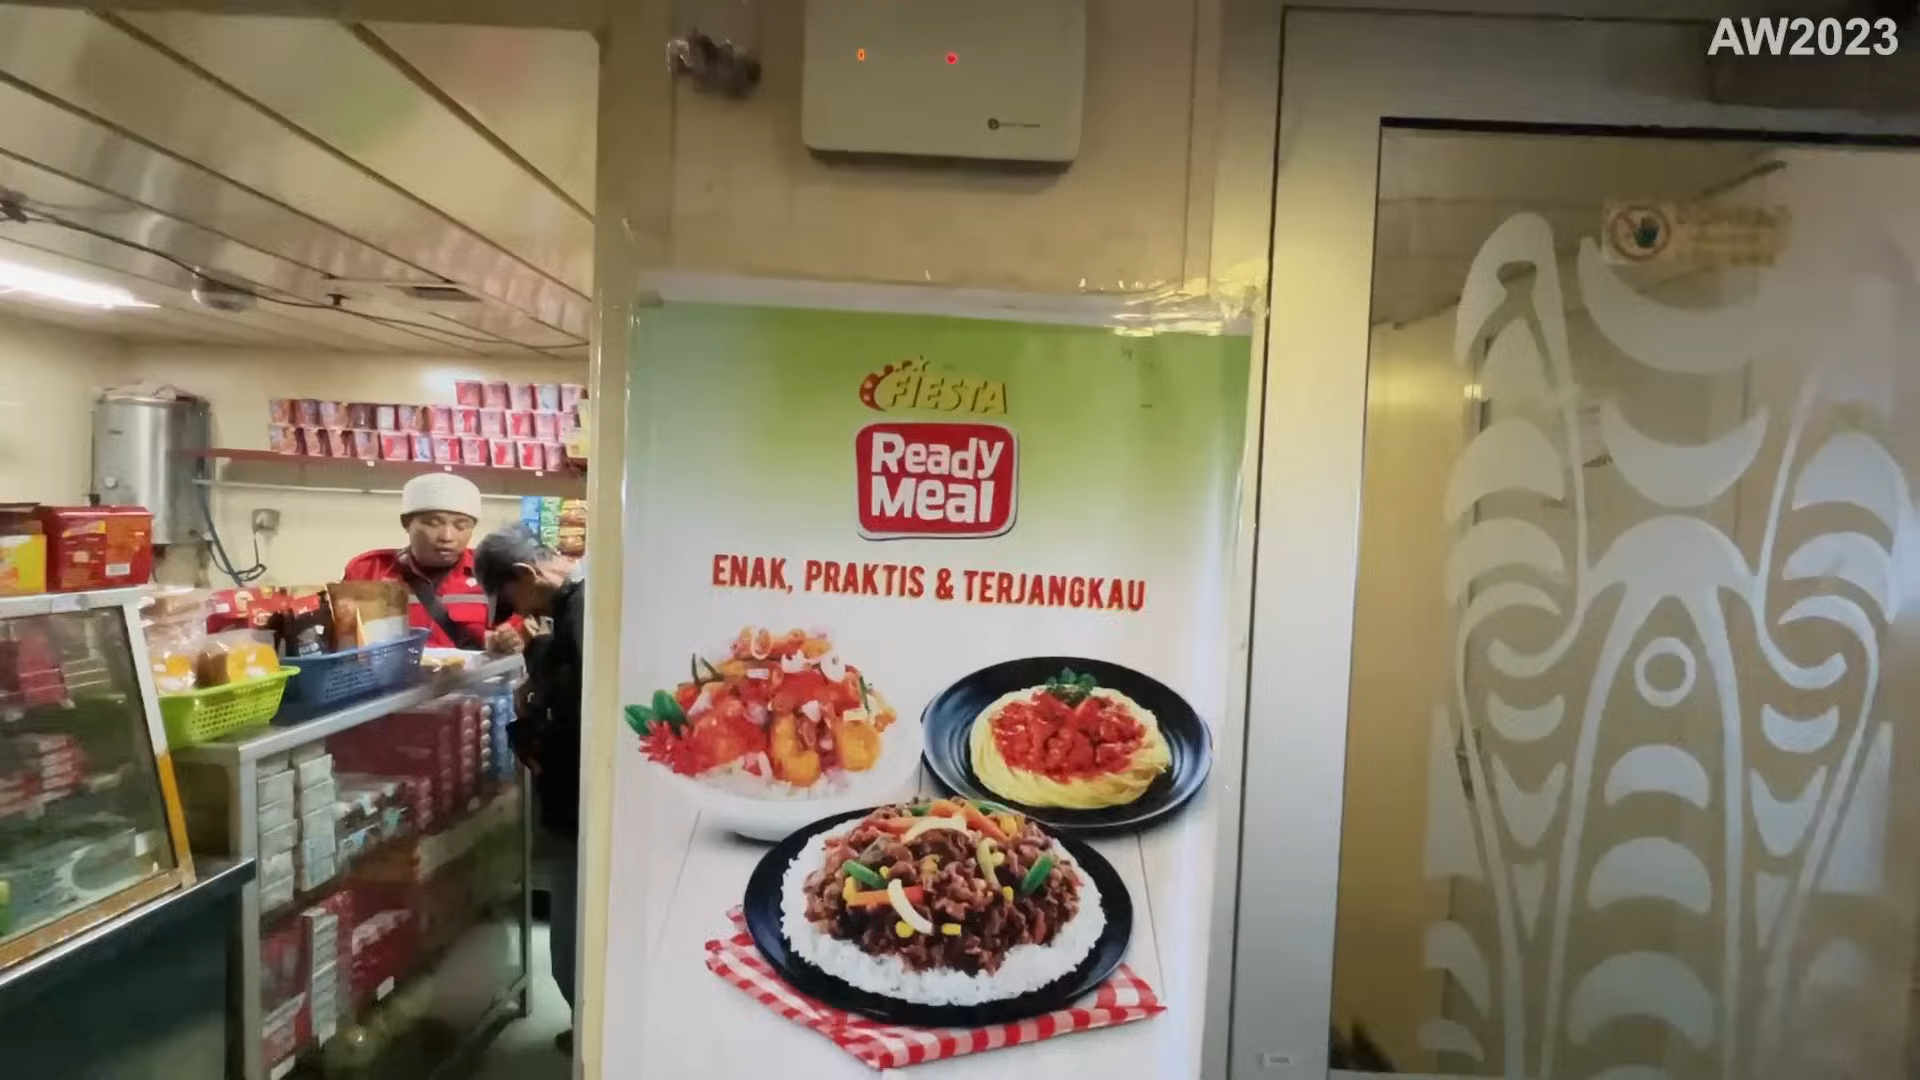 AW2023
FIESTA
Ready
Meal
ENAK, PRAKTIS & TERJANGKAU